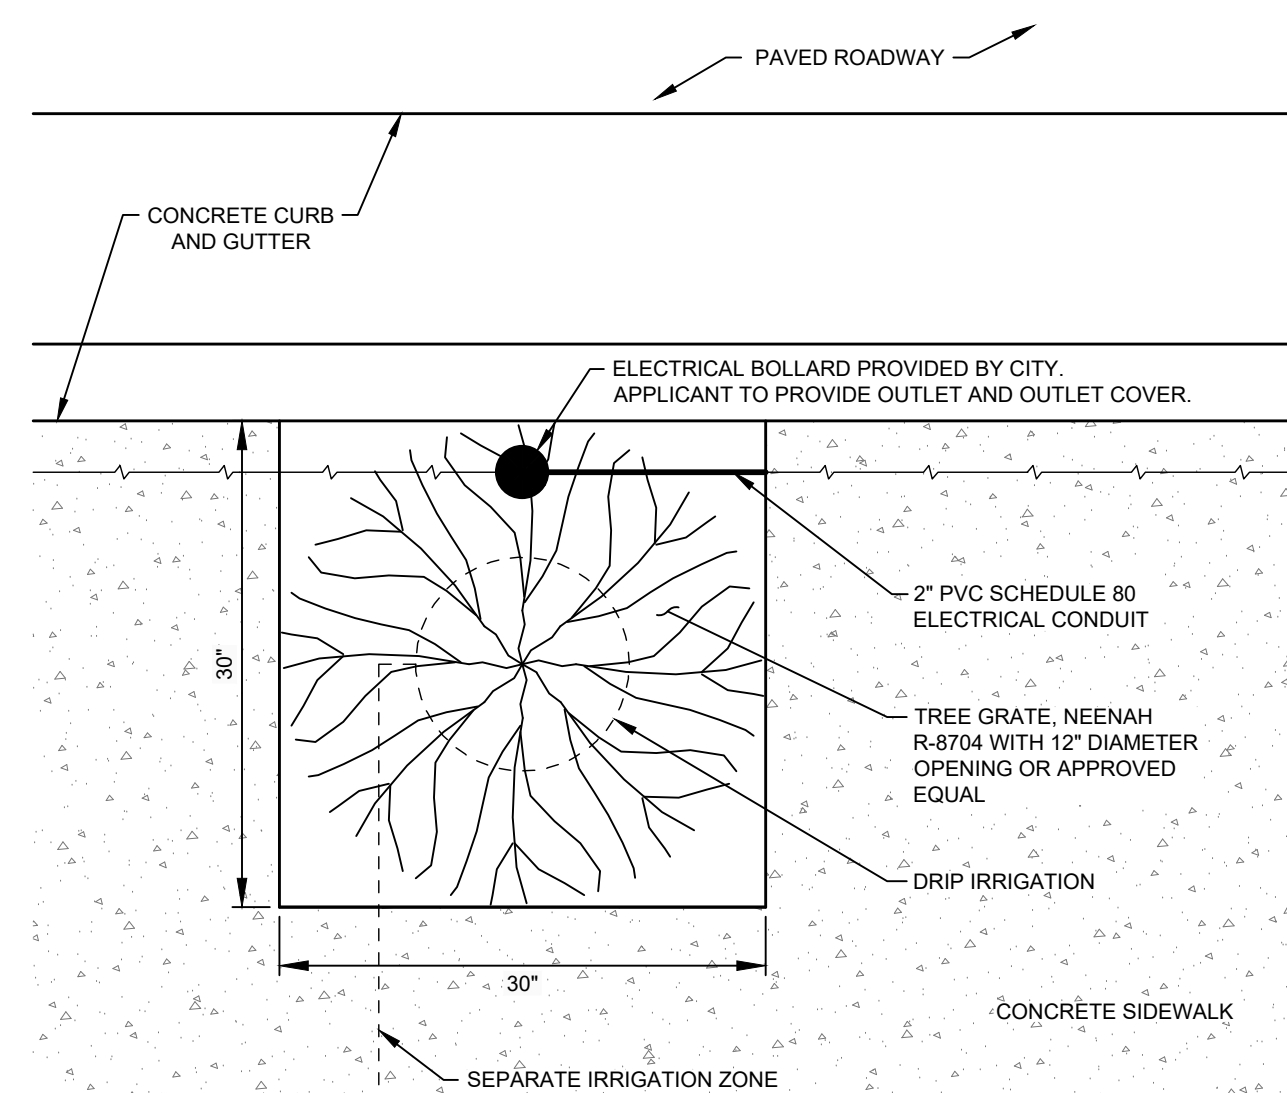 PAVED ROADWAY
CONCRETE CURB
AND GUTTER
ELECTRICAL BOLLARD PROVIDED BY CITY.
APPLICANT TO PROVIDE OUTLET AND OUTLET COVER.
2" PVC SCHEDULE 80
ELECTRICAL CONDUIT
30"
TREE GRATE, NEENAH
R-8704 WITH 12" DIAMETER
OPENING OR APPROVED
EQUAL
DRIP IRRIGATION
30"
CONCRETE SIDEWALK
SEPARATE IRRIGATION ZONE